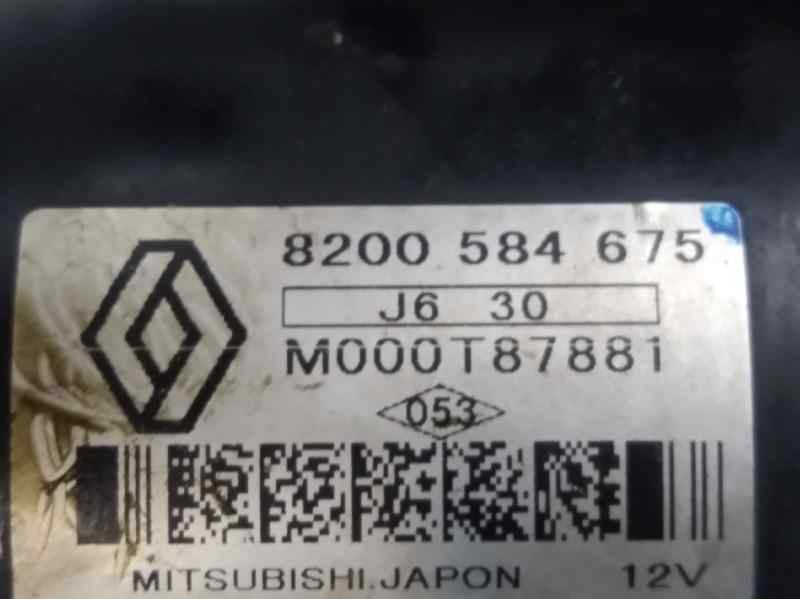 8200 584 675
J6 30
M000T87881
053
MITSUBISHI.JAPON 12V